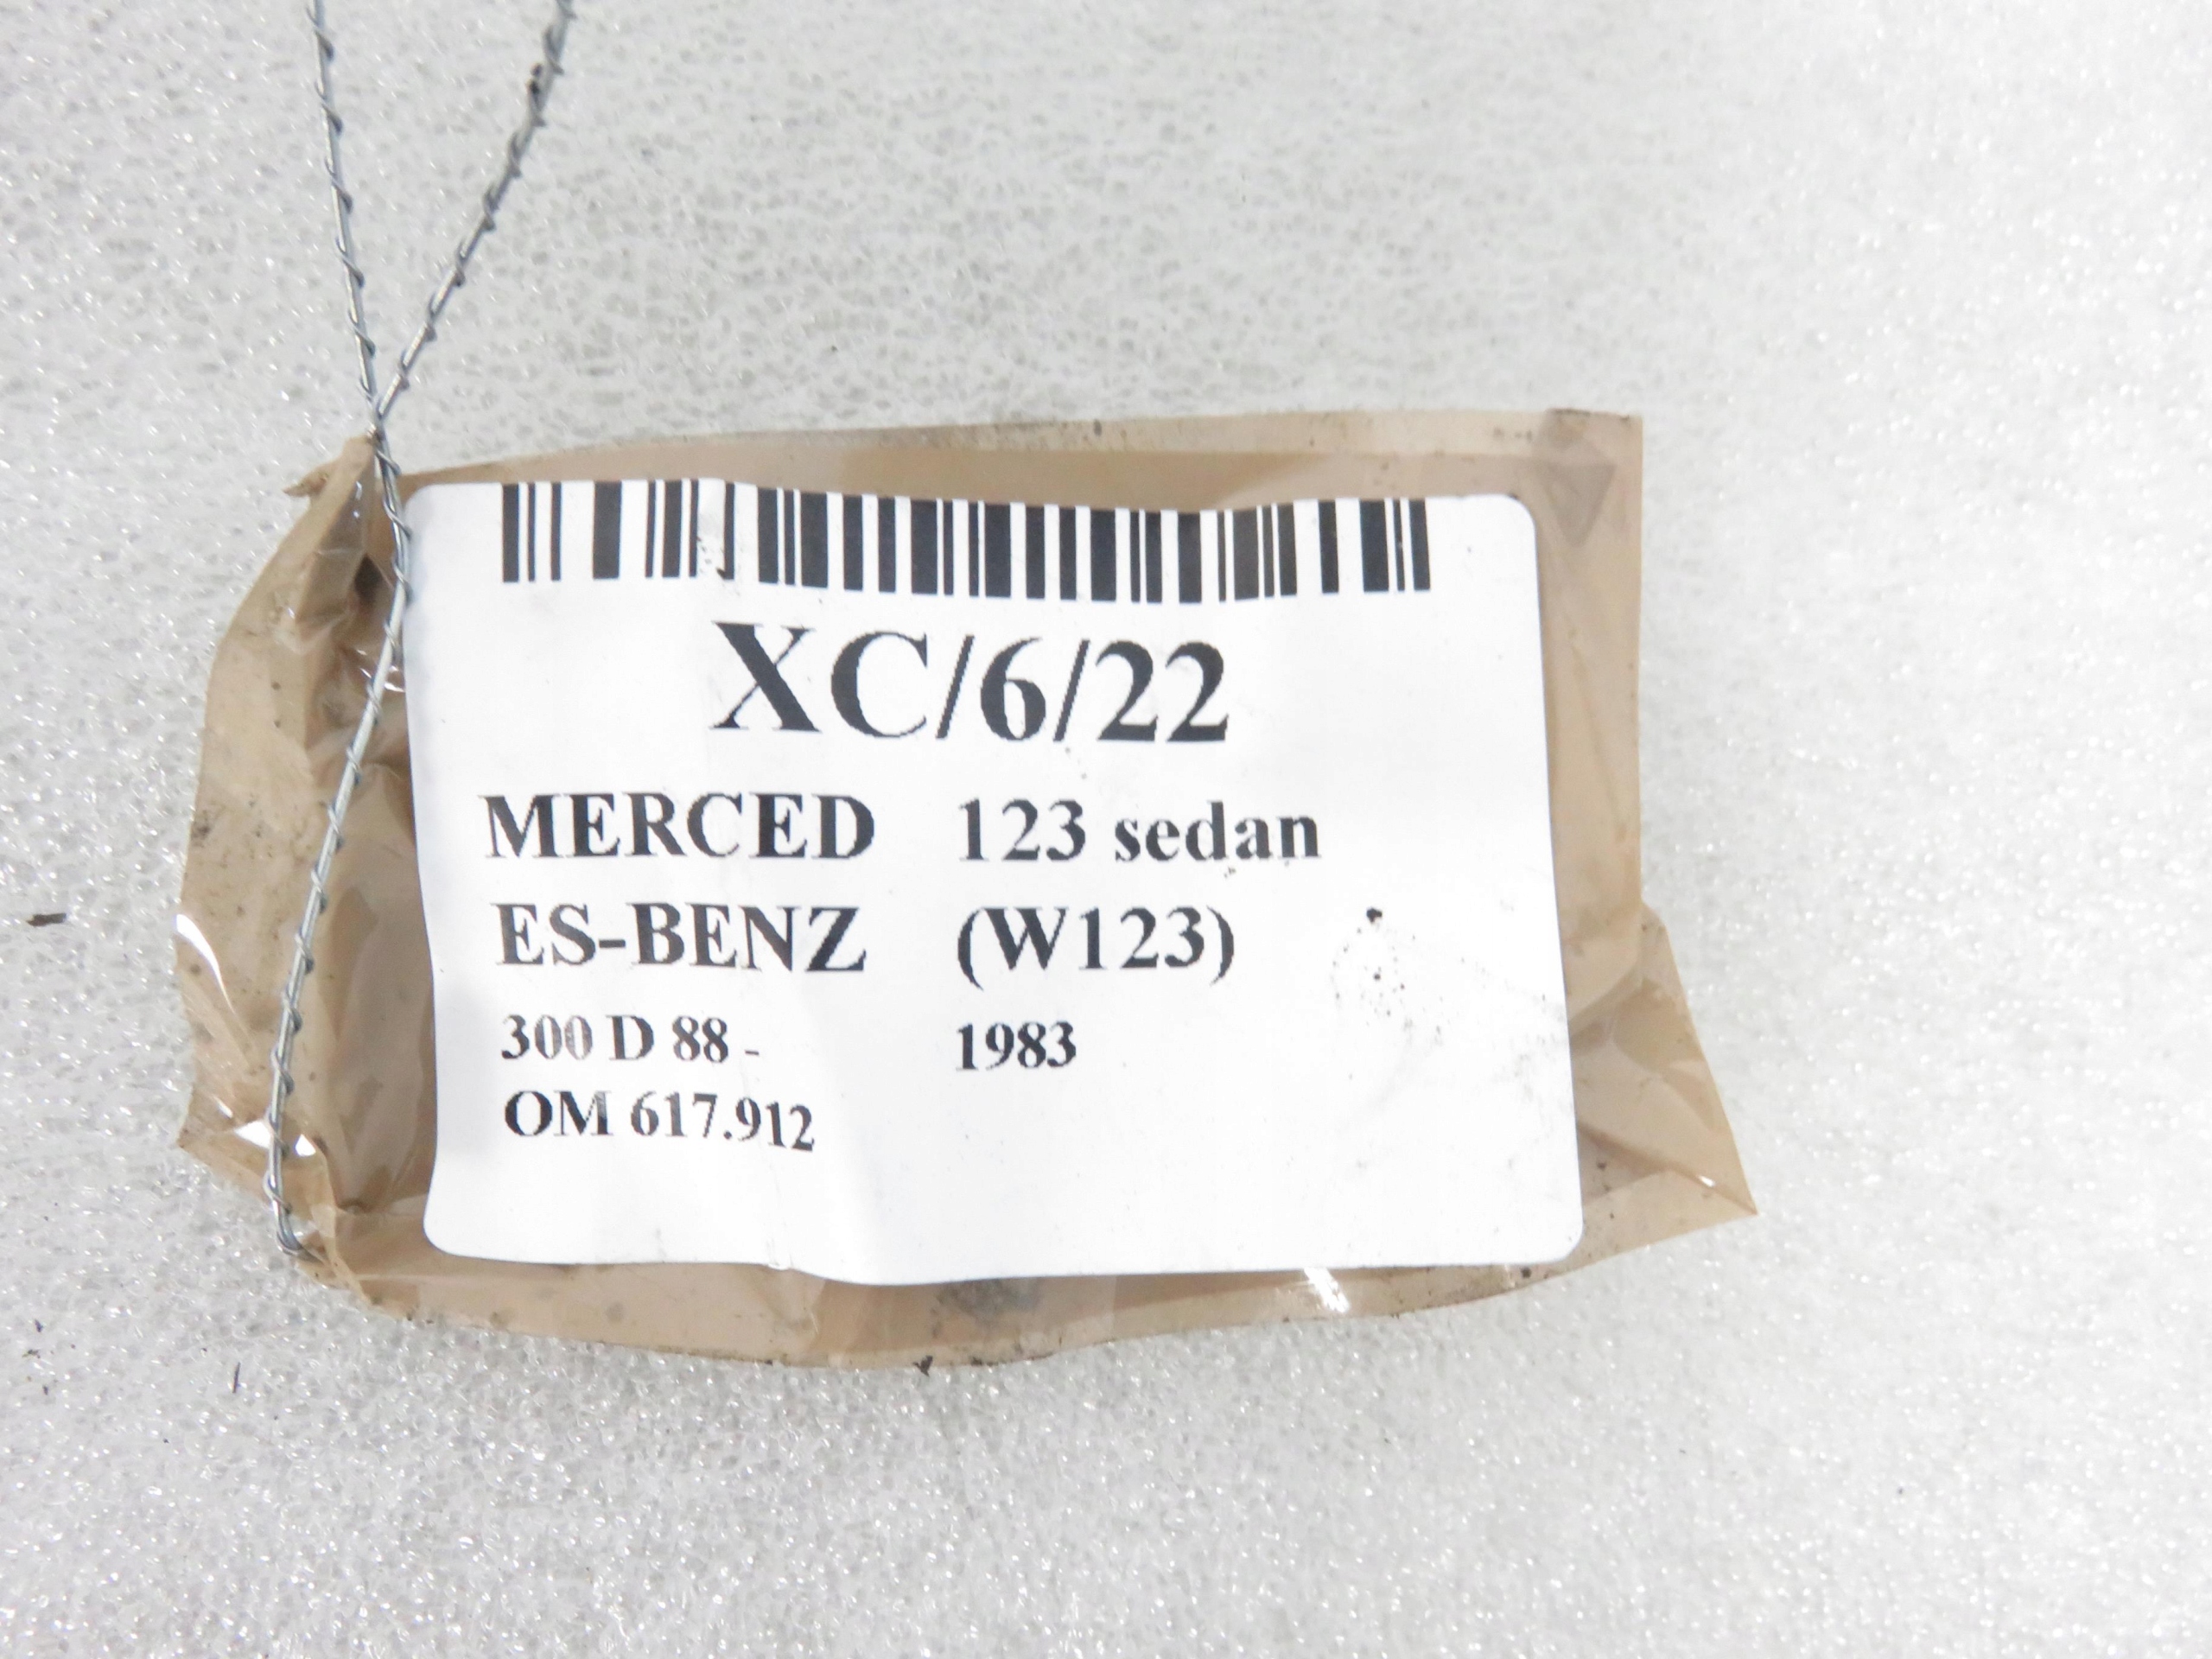 XC/6/22
MERCED 123 sedan
ES-BENZ (W123)
300 D 88 - 1983
OM 617.912